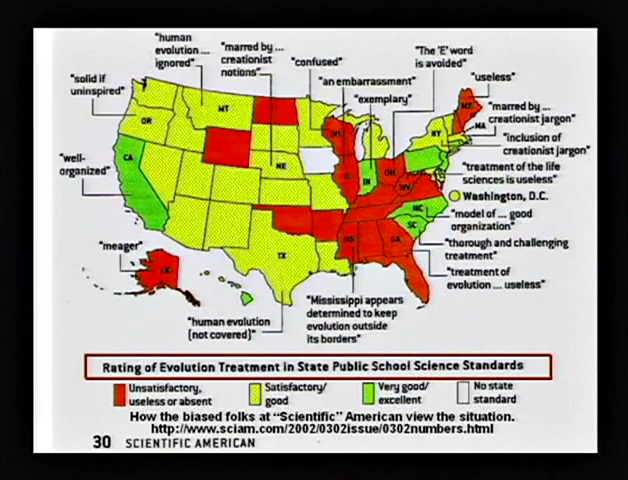 "human
evolution ...
ignored"
"marred by ...
creationist
notions"
"confused"
"The 'E' word
is avoided"
"solid if
uninspired"
"an embarrassment"
"exemplary"
"useless"
"marred by ...
creationist jargon"
"inclusion of
creationist jargon"
"well-
organized"
"treatment of the life
sciences is useless"
Washington, D.C.
"model of ... good
organization"
"thorough and challenging
treatment"
"meager"
"treatment of
evolution ... useless"
"human evolution
(not covered)"
"Mississippi appears
determined to keep
evolution outside
its borders"
MT
OR
CA
NE
TX
IN
OH
WV
NY
MA
NC
SC
GA
Rating of Evolution Treatment in State Public School Science Standards
Unsatisfactory,
useless or absent
Satisfactory/
good
Very good/
excellent
No state
standard
How the biased folks at "Scientific" American view the situation.
http://www.sciam.com/2002/0302issue/0302numbers.html
30 SCIENTIFIC AMERICAN